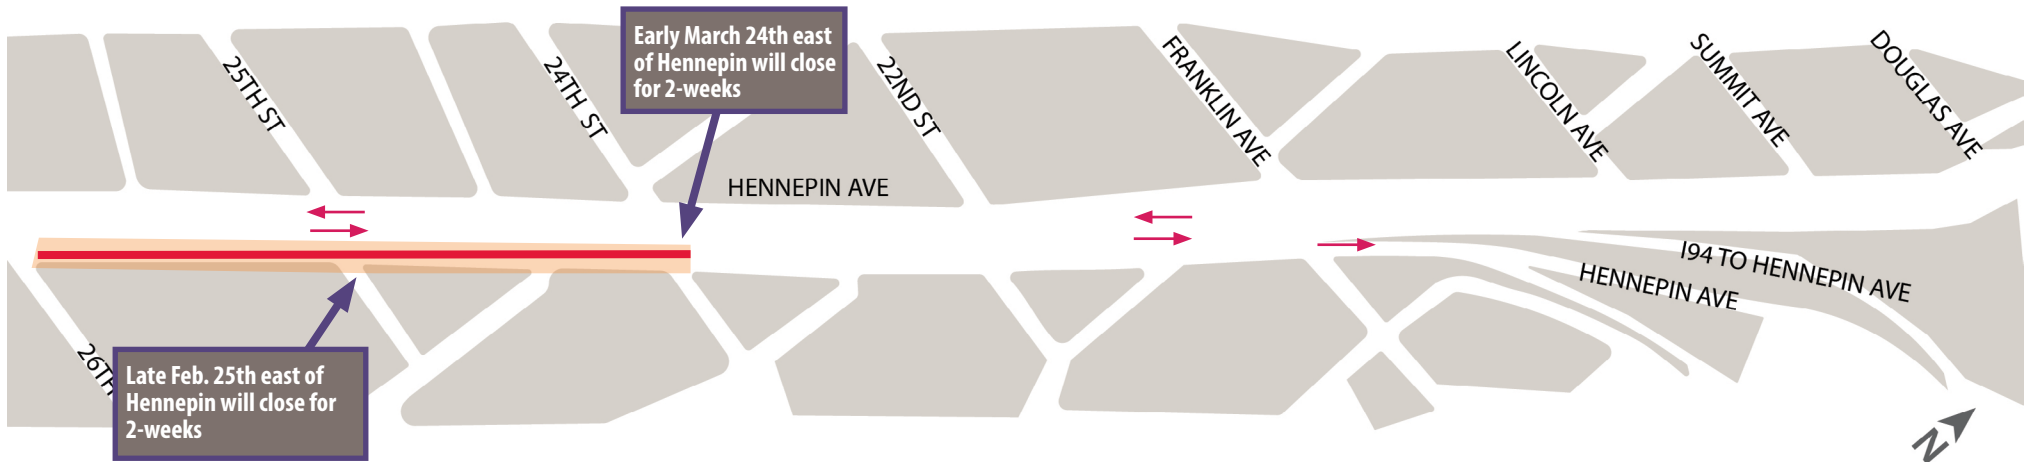 Early March 24th east
of Hennepin will close
for 2-weeks
25TH ST
24TH ST
22ND ST
FRANKLIN AVE
LINCOLN AVE
SUMMIT AVE
DOUGLAS AVE
HENNEPIN AVE
I94 TO HENNEPIN AVE
HENNEPIN AVE
26TH
Late Feb. 25th east of
Hennepin will close for
2-weeks
N